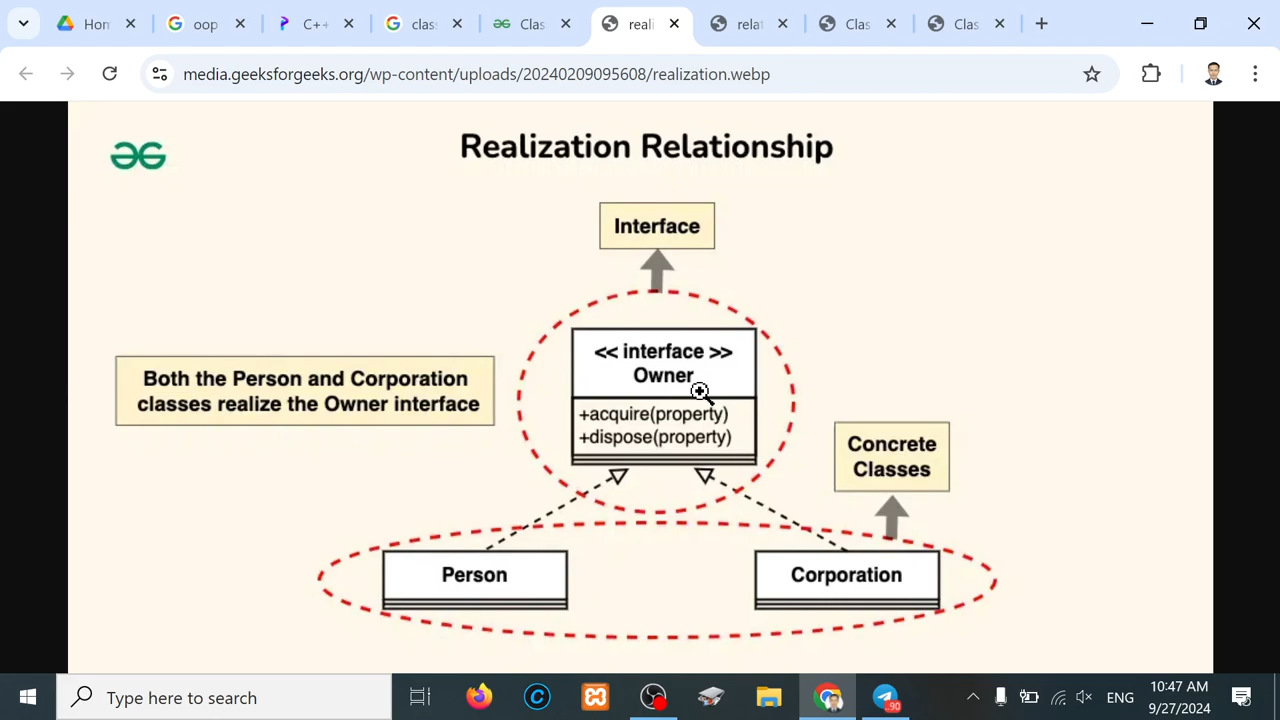 Hom
oop
C++
clas
Clas
reali
relat
Clas
Clas
media.geeksforgeeks.org/wp-content/uploads/20240209095608/realization.webp
Realization Relationship
Interface
<< interface >>
Owner
+acquire(property)
+dispose(property)
Both the Person and Corporation
classes realize the Owner interface
Concrete
Classes
Person
Corporation
Type here to search
90
ENG
10:47 AM
9/27/2024